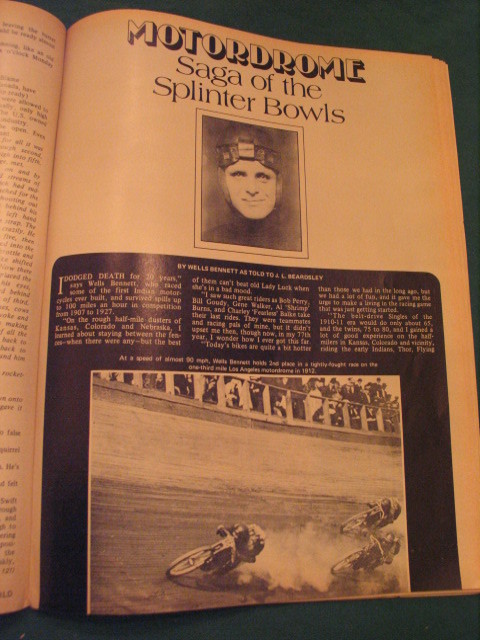 MOTORDROME
Saga of the
Splinter Bowls
BY WELLS BENNETT AS TOLD TO J. L. BEARDSLEY
I DODGED DEATH for 20 years,"
says Wells Bennett, who raced
some of the first Indian motor-
cycles ever built, and survived spills up
to 100 miles an hour in competition
from 1907 to 1927.
"On the rough half-mile dusters of
Kansas, Colorado and Nebraska, I
learned about staying between the fen-
ces—when there were any—but the best
of them can't beat old Lady Luck when
she's in a bad mood.
"I saw such great riders as Bob Perry,
Bill Goudy, Gene Walker, Al 'Shrimp'
Burns, and Charley 'Fearless' Balke take
their last rides. They were teammates
and racing pals of mine, but it didn't
upset me then, though now, in my 77th
year, I wonder how I ever got this far.
"Today's bikes are quite a bit hotter
than those we had in the long ago, but
we had a lot of fun, and it gave me the
urge to make a living in the racing game
that was just getting started.
"The belt-drive Singles of the
1910-11 era would do only about 65,
and the twins, 75 to 80, and I gained a
lot of good experience on the half-
milers in Kansas, Colorado and vicinity,
riding the early Indians, Thor, Flying
At a speed of almost 90 mph, Wells Bennett holds 2nd place in a tightly-fought race on the
one-third mile Los Angeles motordrome in 1912.